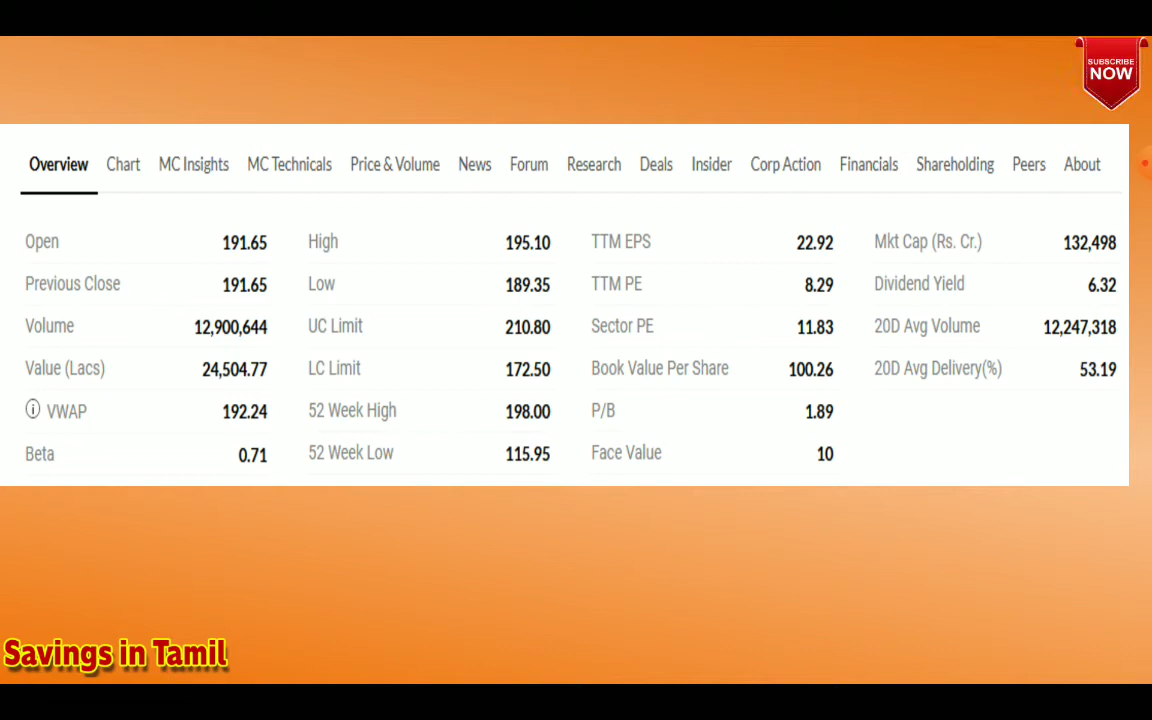 SUBSCRIBE
NOW
Overview Chart MC Insights MC Technicals Price & Volume News Forum Research Deals Insider Corp Action Financials Shareholding Peers About
Open 191.65 High 195.10 TTM EPS 22.92 Mkt Cap (Rs. Cr.) 132,498
Previous Close 191.65 Low 189.35 TTM PE 8.29 Dividend Yield 6.32
Volume 12,900,644 UC Limit 210.80 Sector PE 11.83 20D Avg Volume 12,247,318
Value (Lacs) 24,504.77 LC Limit 172.50 Book Value Per Share 100.26 20D Avg Delivery(%) 53.19
VWAP 192.24 52 Week High 198.00 P/B 1.89
Beta 0.71 52 Week Low 115.95 Face Value 10
Savings in Tamil